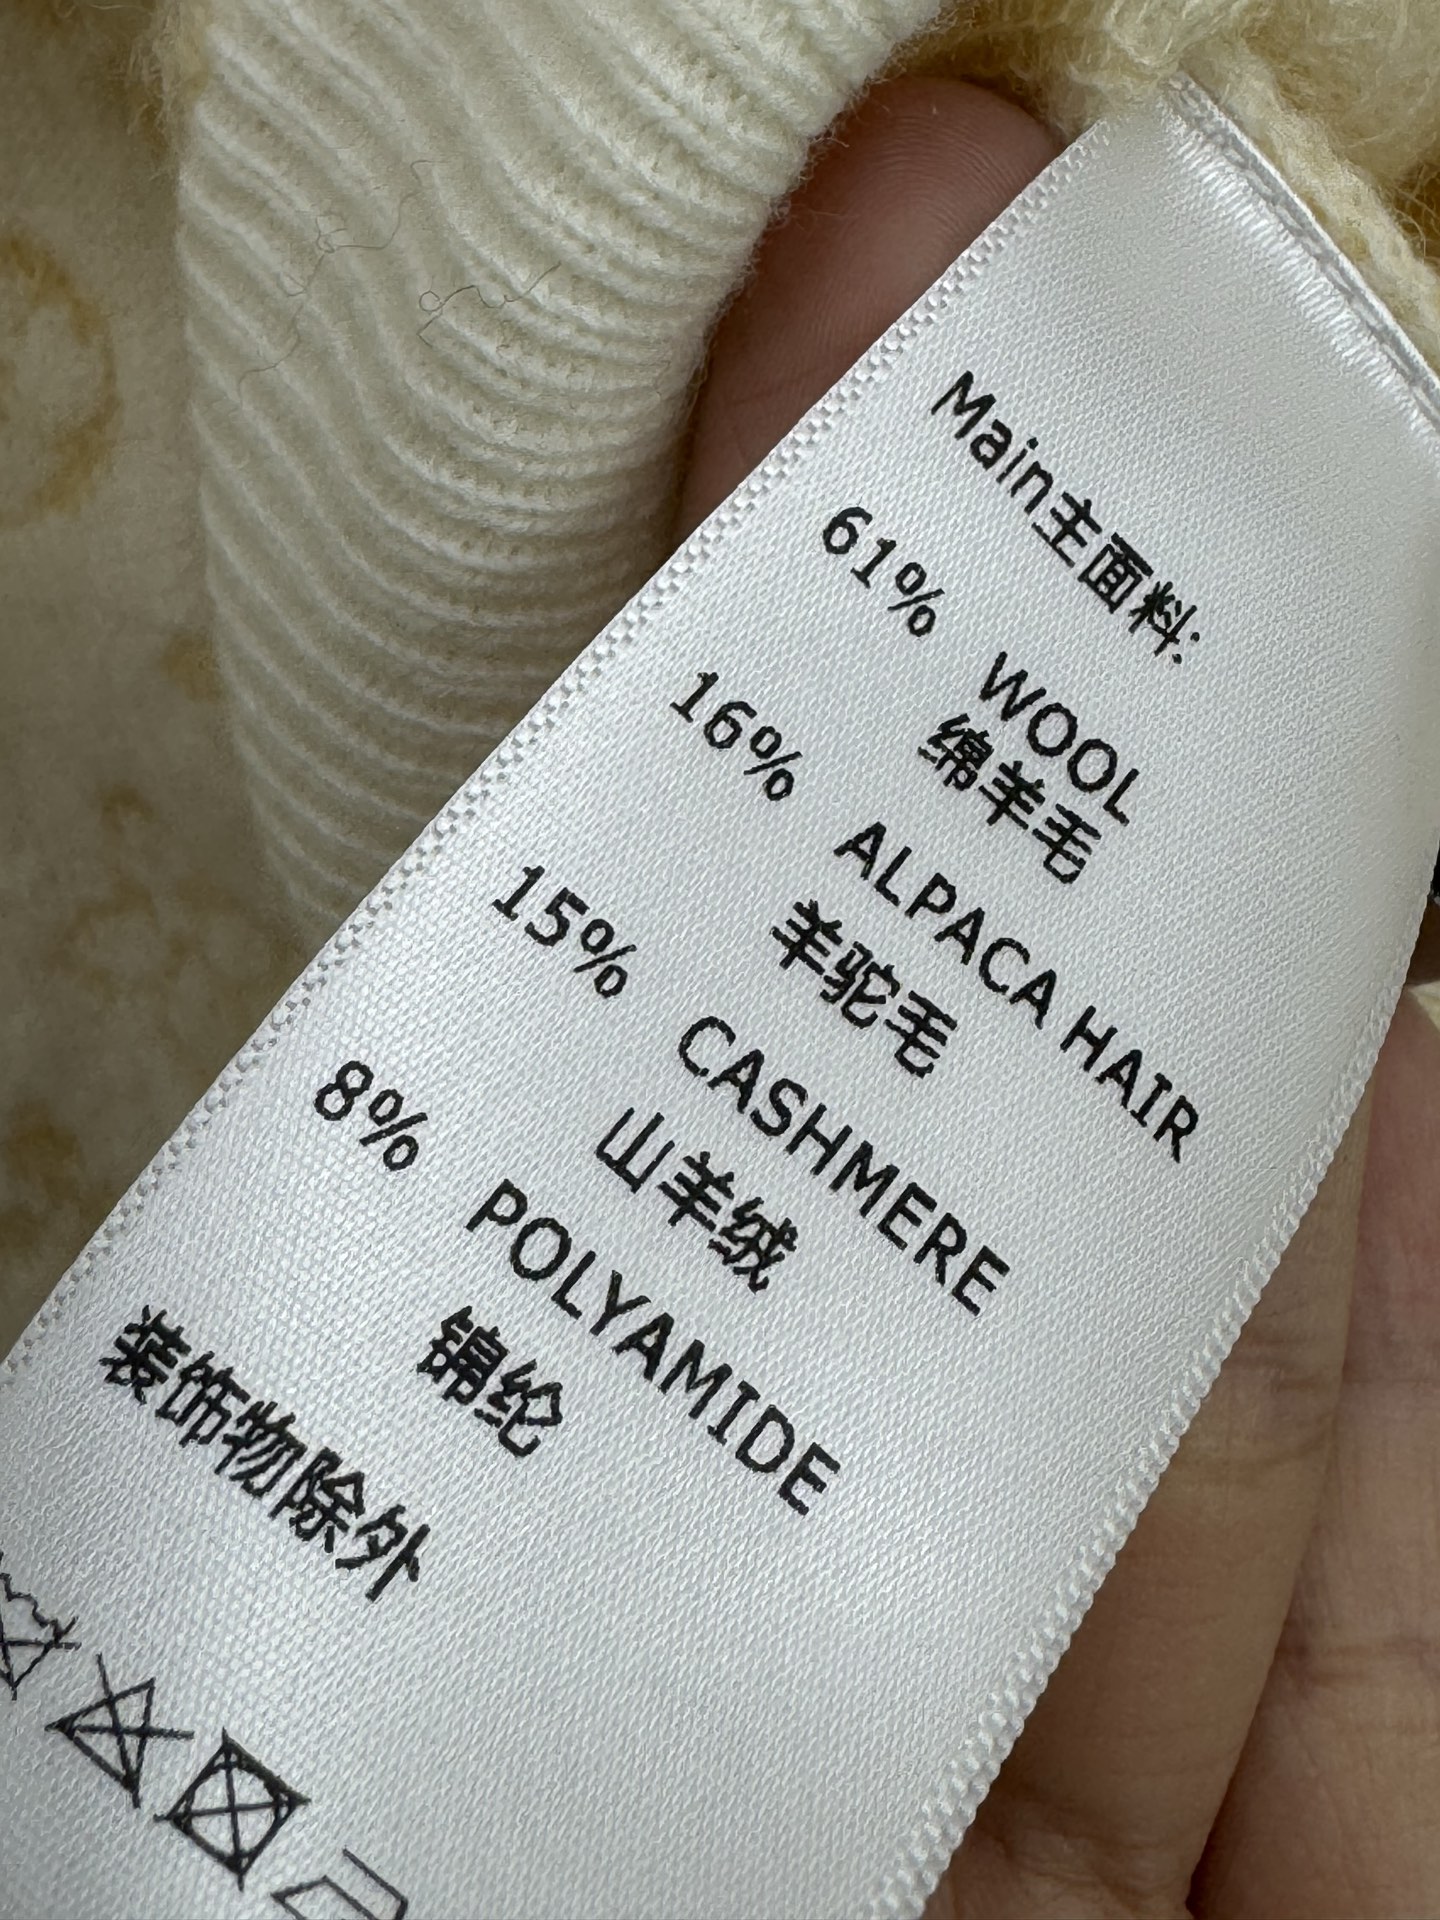 Main主面料:
61% WOOL
绵羊毛
16% ALPACA HAIR
羊驼毛
15% CASHMERE
山羊绒
8% POLYAMIDE
锦纶
装饰物除外